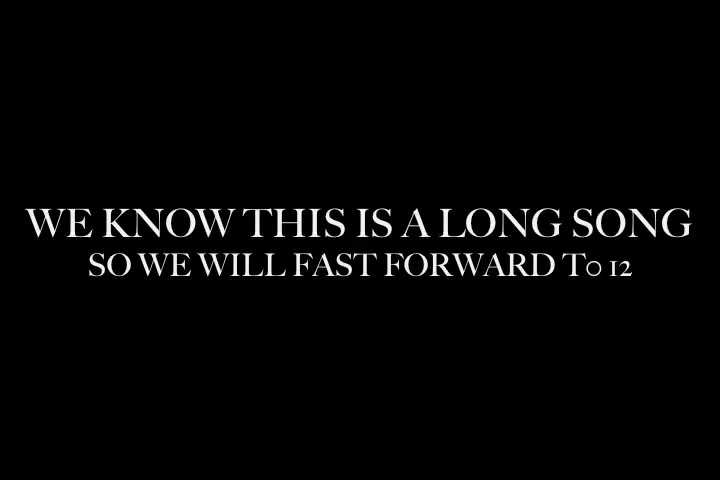 WE KNOW THIS IS A LONG SONG
SO WE WILL FAST FORWARD To 12